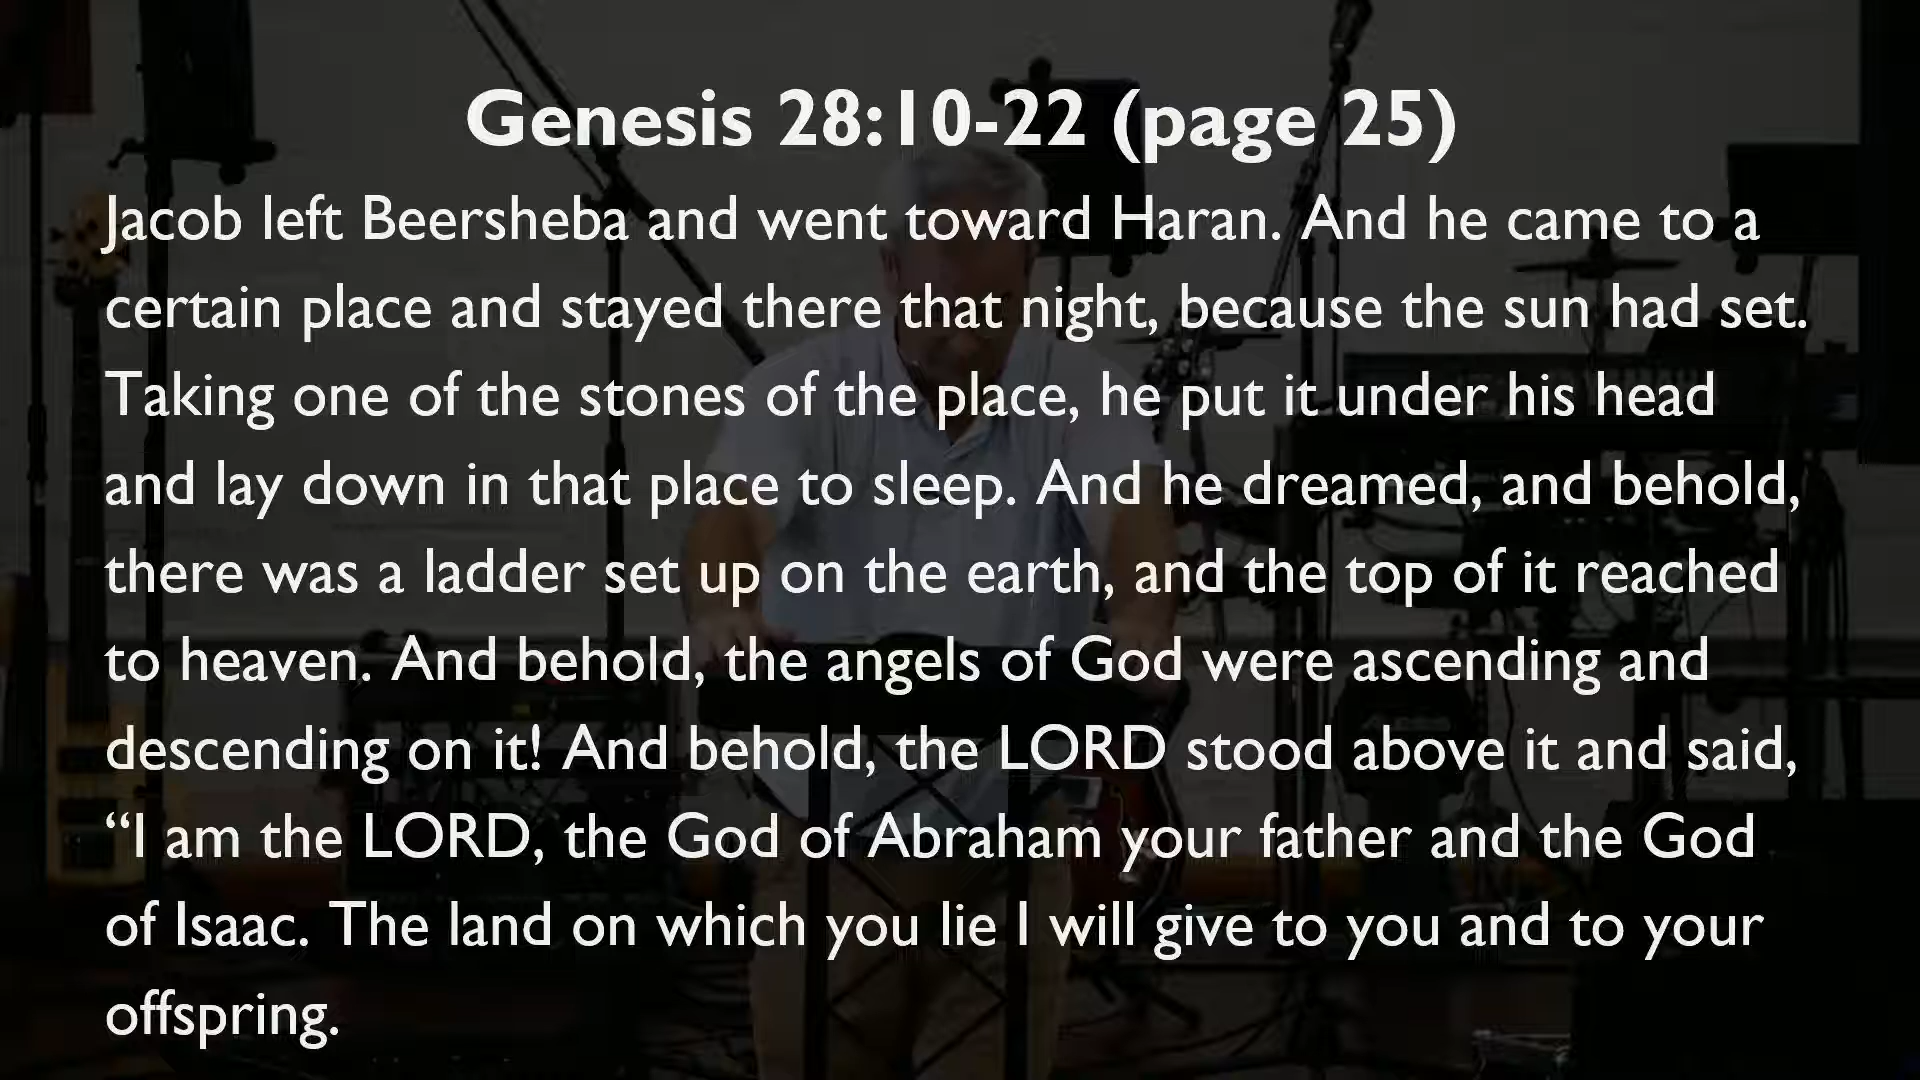 Genesis 28:10-22 (page 25)
Jacob left Beersheba and went toward Haran. And he came to a
certain place and stayed there that night, because the sun had set.
Taking one of the stones of the place, he put it under his head
and lay down in that place to sleep. And he dreamed, and behold,
there was a ladder set up on the earth, and the top of it reached
to heaven. And behold, the angels of God were ascending and
descending on it! And behold, the LORD stood above it and said,
“I am the LORD, the God of Abraham your father and the God
of Isaac. The land on which you lie I will give to you and to your
offspring.